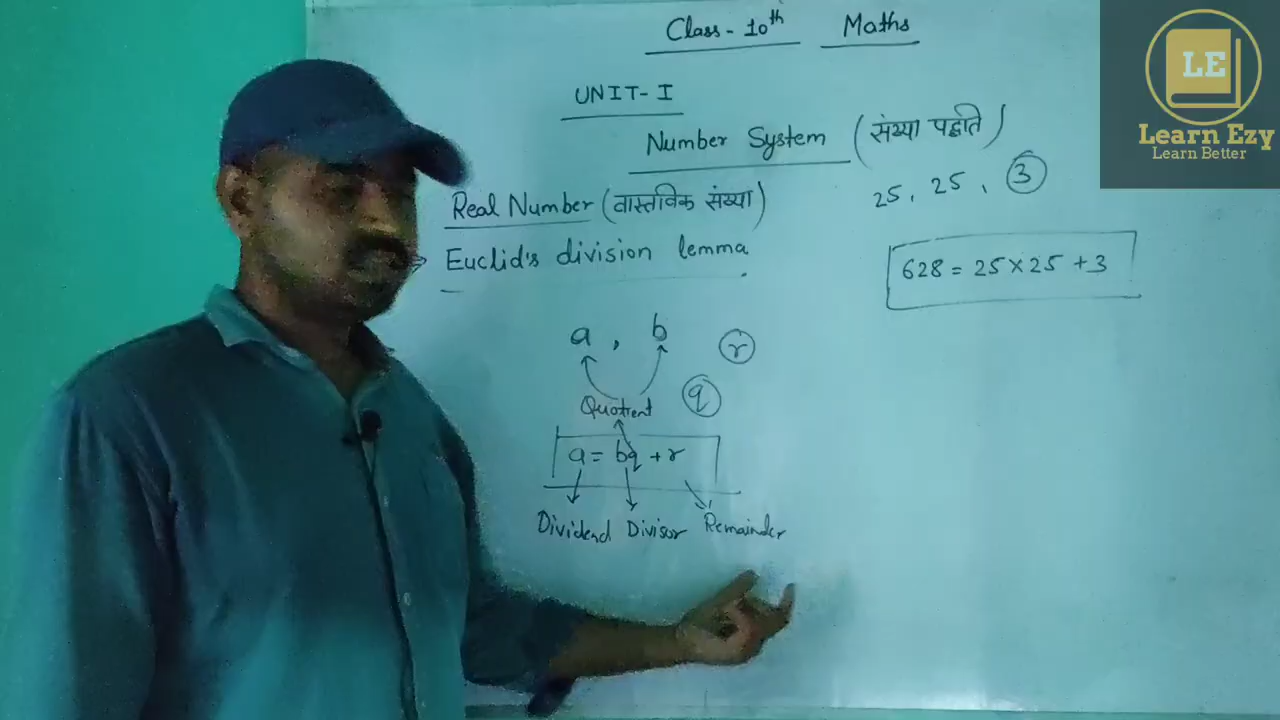 Class - 10th Maths
UNIT - I
Number System (संख्या पद्धति)
Real Number (वास्तविक संख्या)
Euclid's division lemma
25, 25, 3
628 = 25 × 25 + 3
a, b r
Quotient q
a = bq + r
Dividend Divisor Remainder
LE
Learn Ezy
Learn Better